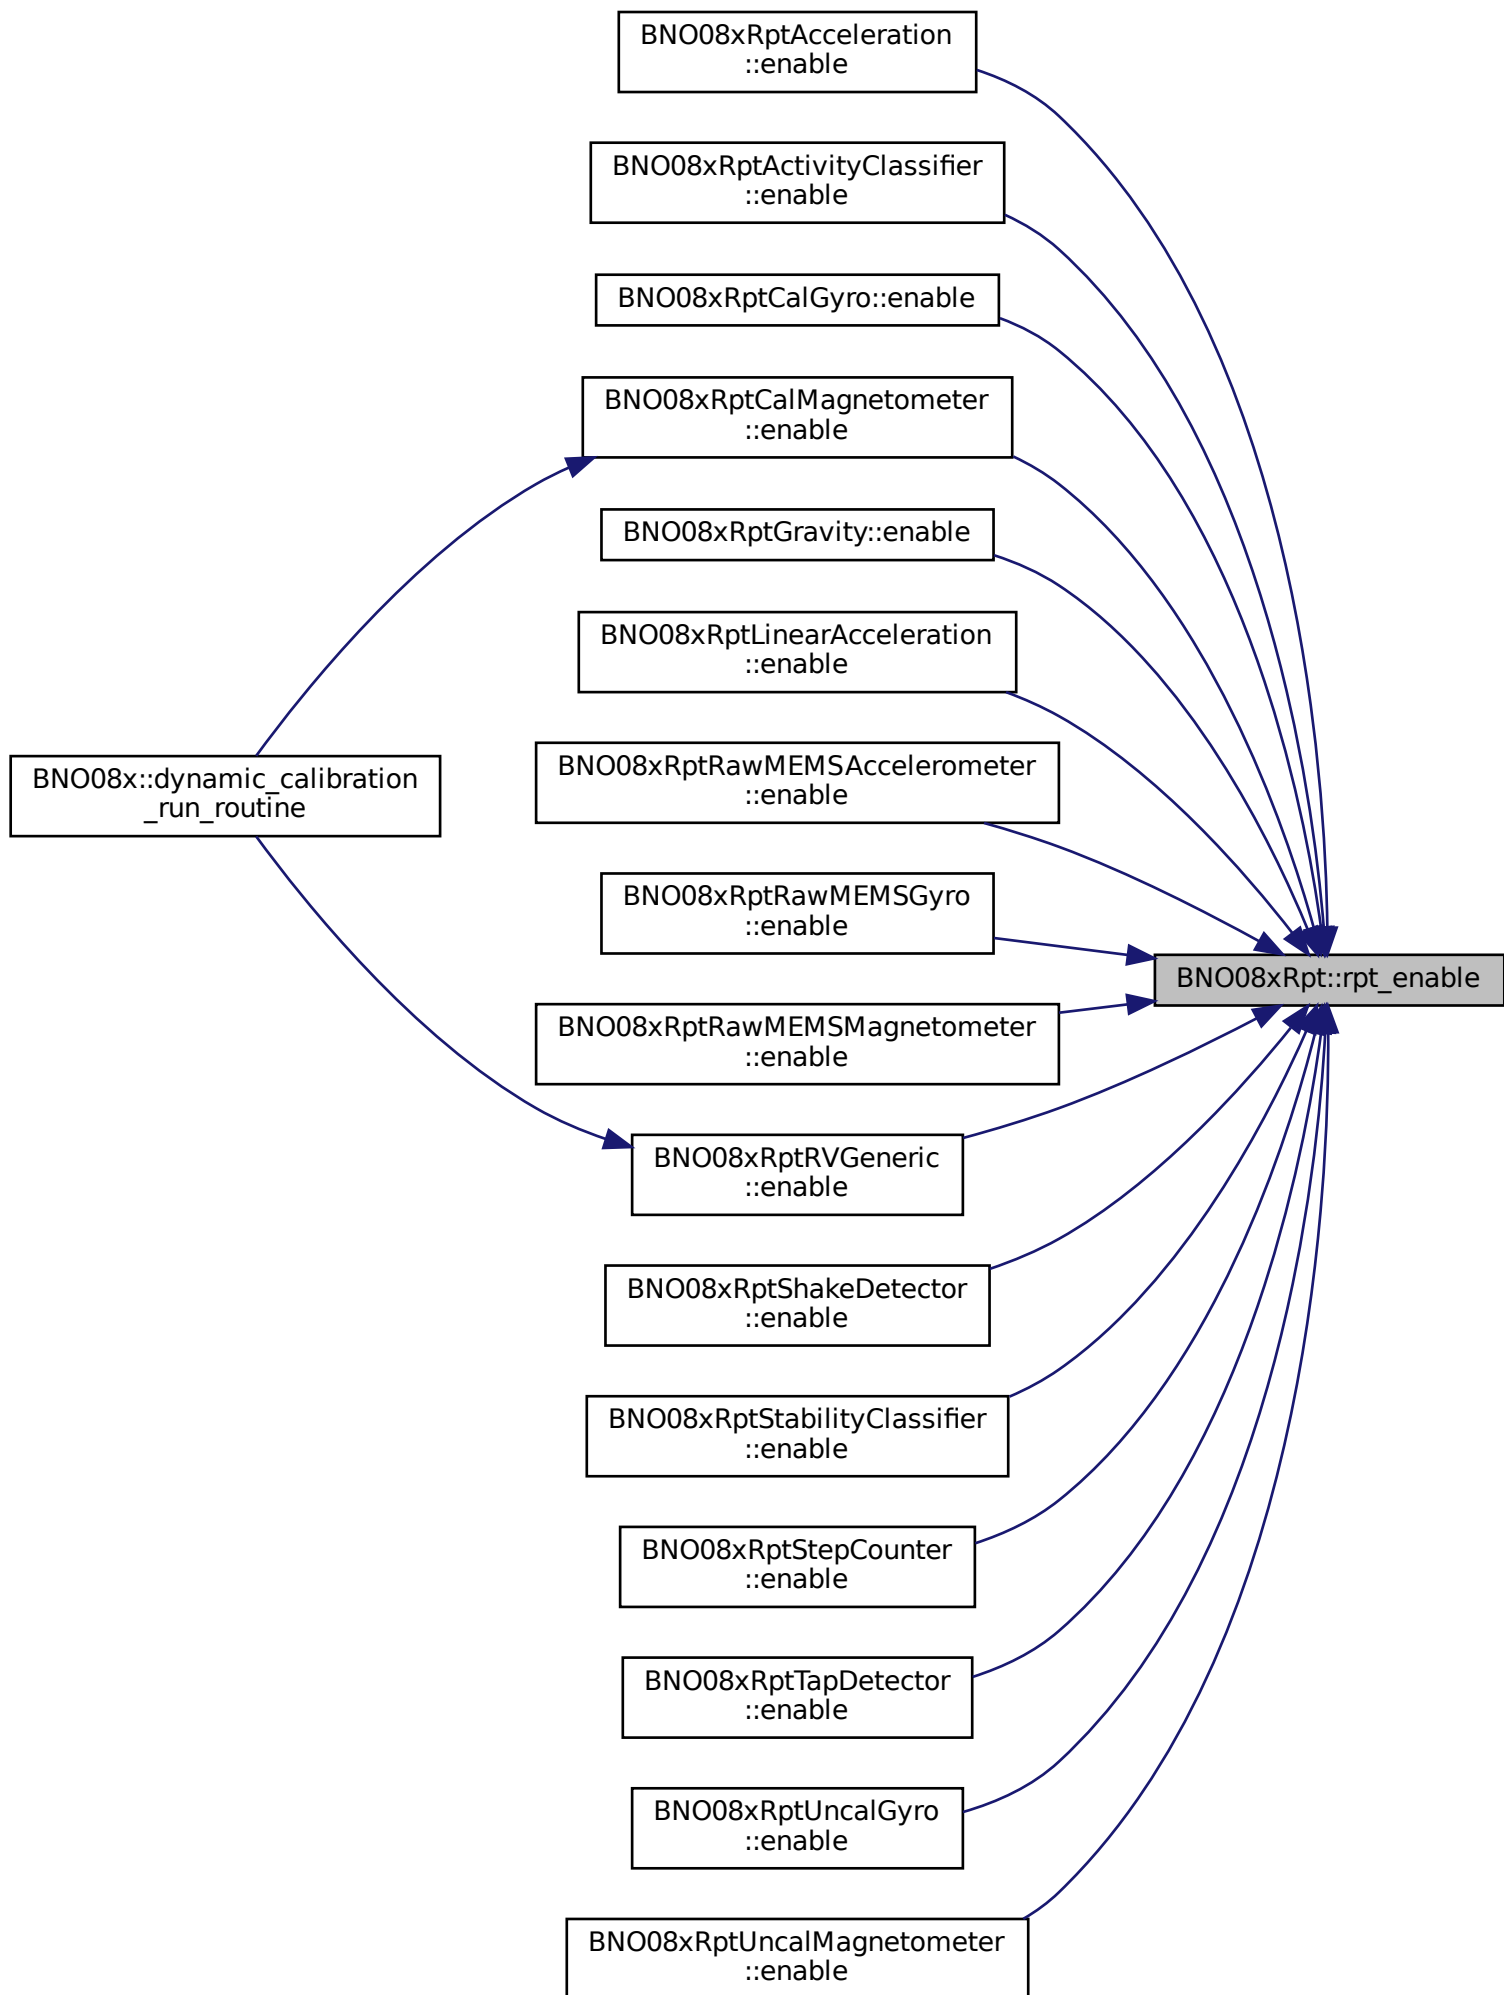 BNO08xRptAcceleration
::enable
BNO08xRptActivityClassifier
::enable
BNO08xRptCalGyro::enable
BNO08xRptCalMagnetometer
::enable
BNO08xRptGravity::enable
BNO08xRptLinearAcceleration
::enable
BNO08xRptRawMEMSAccelerometer
::enable
BNO08x::dynamic_calibration
_run_routine
BNO08xRptRawMEMSGyro
::enable
BNO08xRpt::rpt_enable
BNO08xRptRawMEMSMagnetometer
::enable
BNO08xRptRVGeneric
::enable
BNO08xRptShakeDetector
::enable
BNO08xRptStabilityClassifier
::enable
BNO08xRptStepCounter
::enable
BNO08xRptTapDetector
::enable
BNO08xRptUncalGyro
::enable
BNO08xRptUncalMagnetometer
::enable